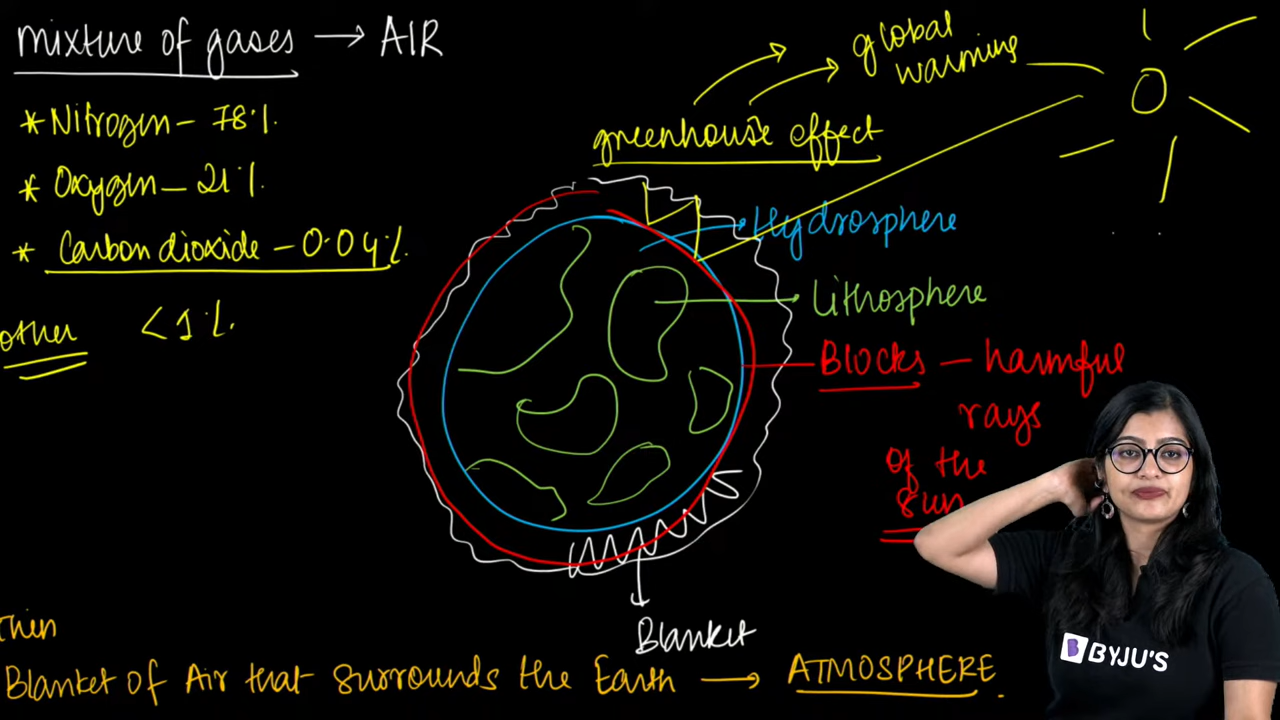 mixture of gases → AIR
* Nitrogen – 78%
* Oxygen – 21%
* Carbon dioxide – 0.04%
other <1%
global
warming
greenhouse effect
Hydrosphere
Lithosphere
Blocks – harmful
rays
of the
sun
Blanket
then
Blanket of Air that surrounds the Earth → ATMOSPHERE
BYJU'S